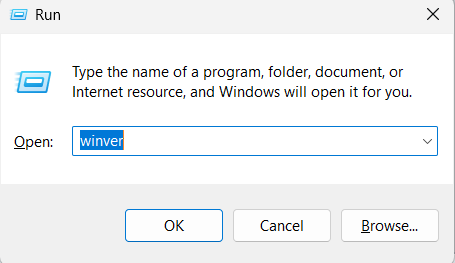 Run
Type the name of a program, folder, document, or
Internet resource, and Windows will open it for you.
Open: winver
OK Cancel Browse...